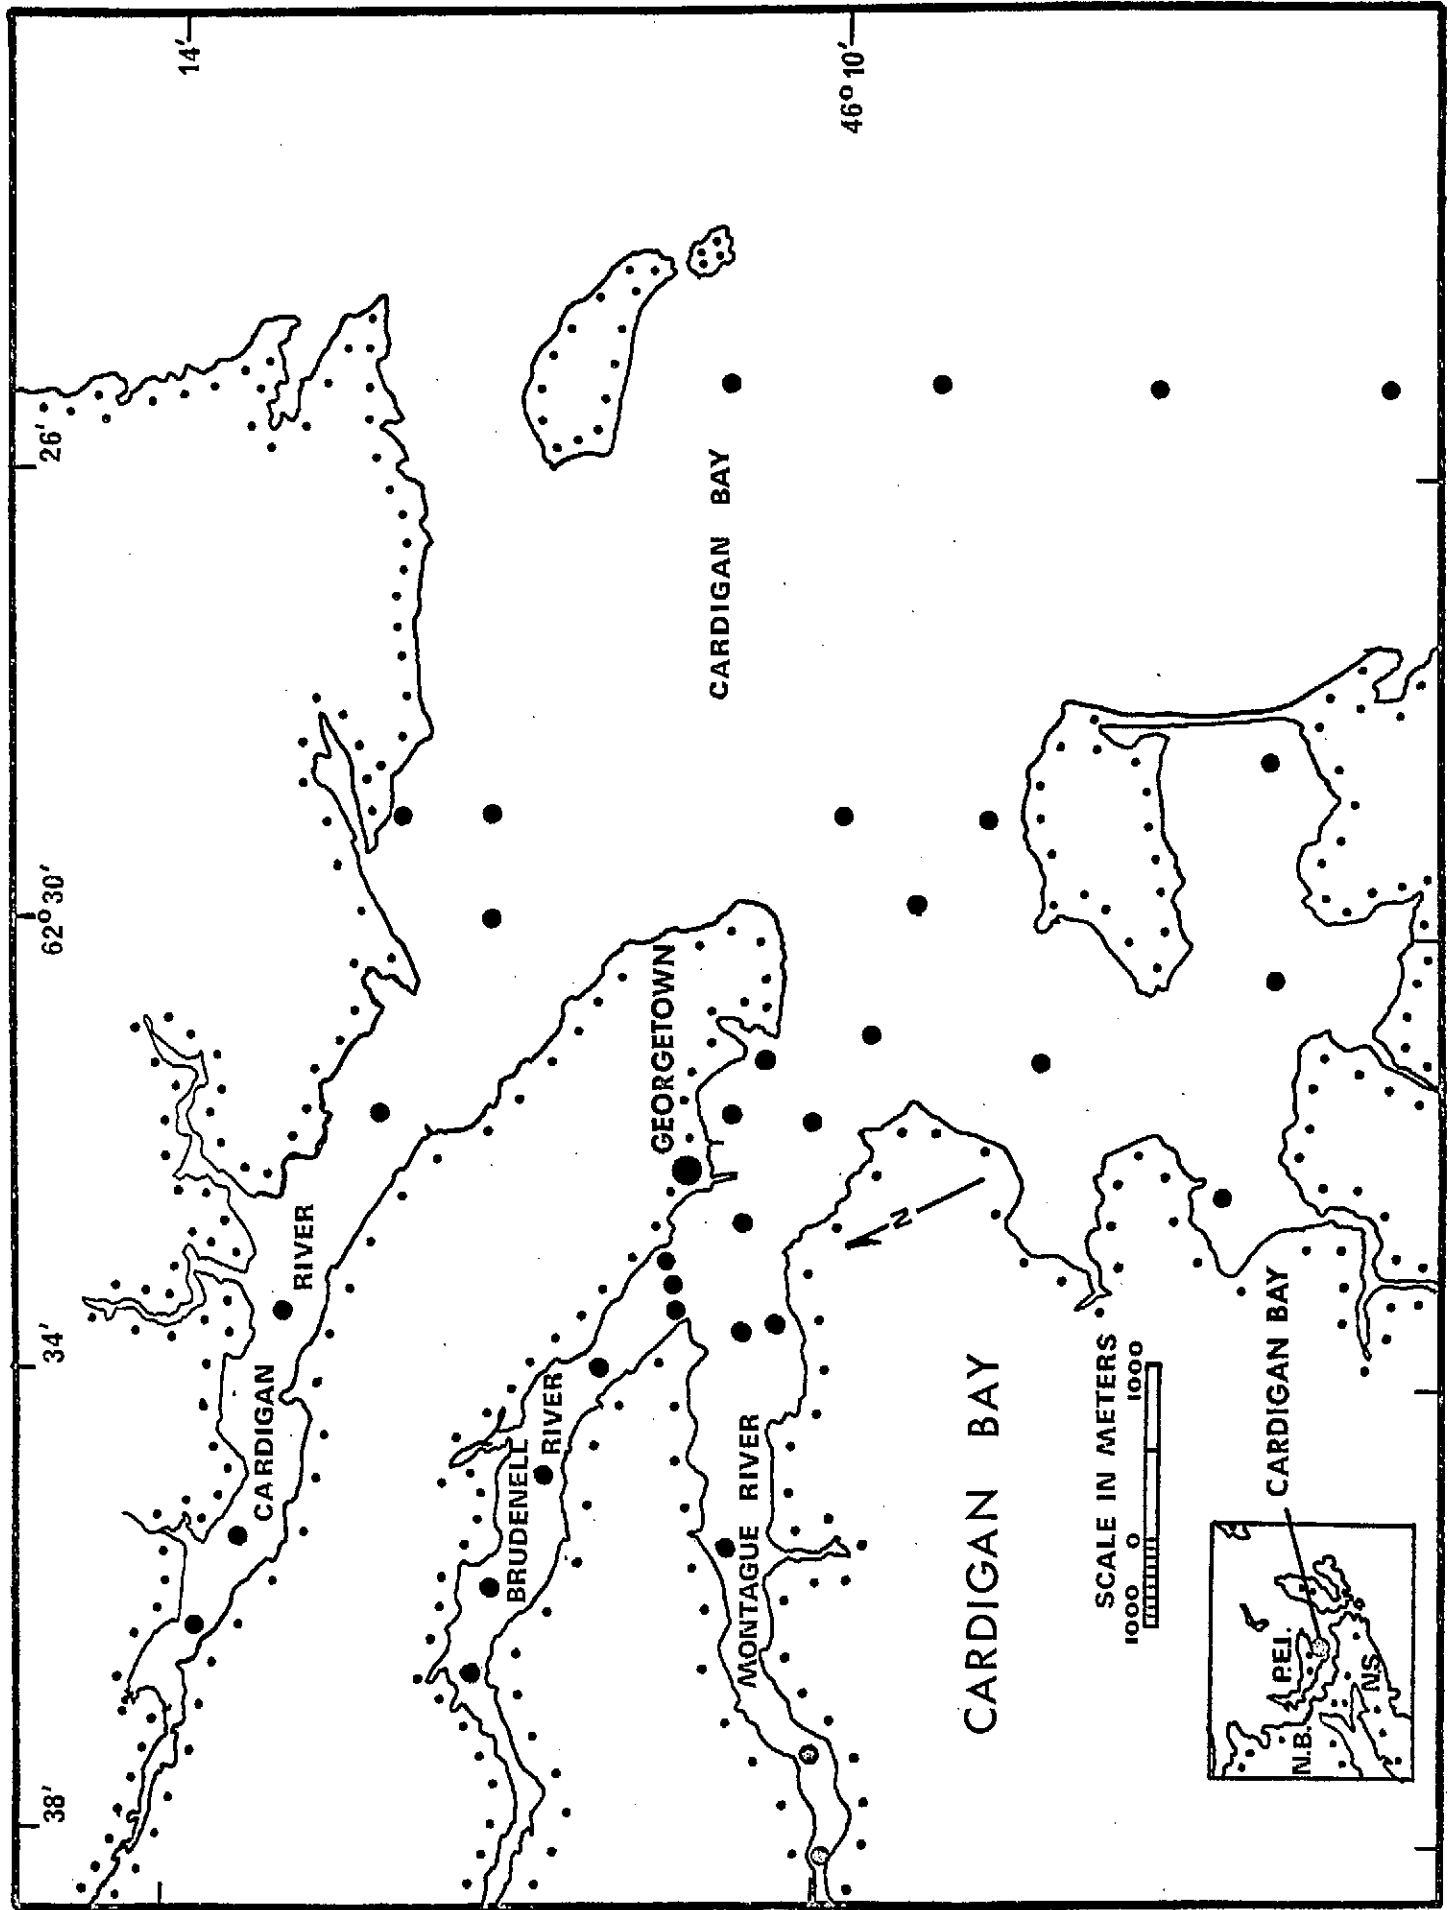 38'
34'
62° 30'
26'
14'
46° 10'
CARDIGAN
RIVER
BRUDENELL
RIVER
GEORGETOWN
MONTAGUE RIVER
CARDIGAN BAY
N
CARDIGAN BAY
SCALE IN METERS
1000 0 1000
CARDIGAN BAY
N.B.
P.E.I.
N.S.